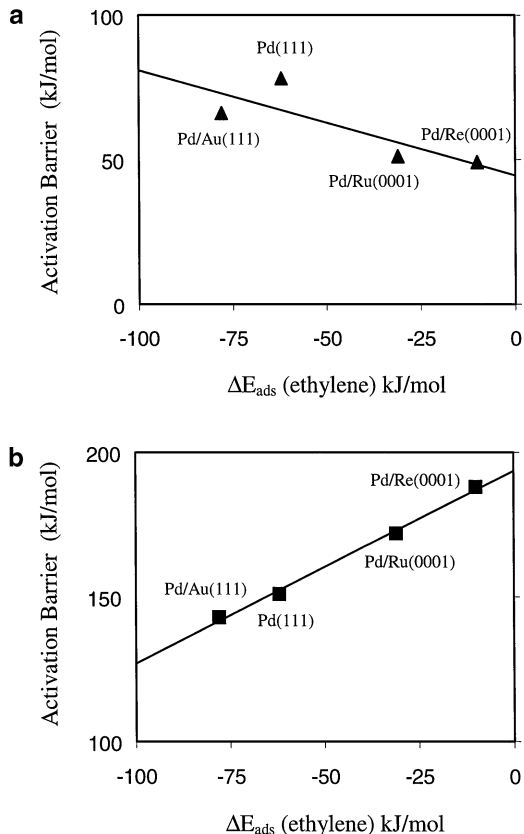 a
Activation Barrier (kJ/mol)
100
50
0
Pd(111)
Pd/Au(111)
Pd/Re(0001)
Pd/Ru(0001)
-100 -75 -50 -25 0
ΔEads (ethylene) kJ/mol
b
Activation Barrier (kJ/mol)
200
150
100
Pd/Re(0001)
Pd/Ru(0001)
Pd/Au(111)
Pd(111)
-100 -75 -50 -25 0
ΔEads (ethylene) kJ/mol